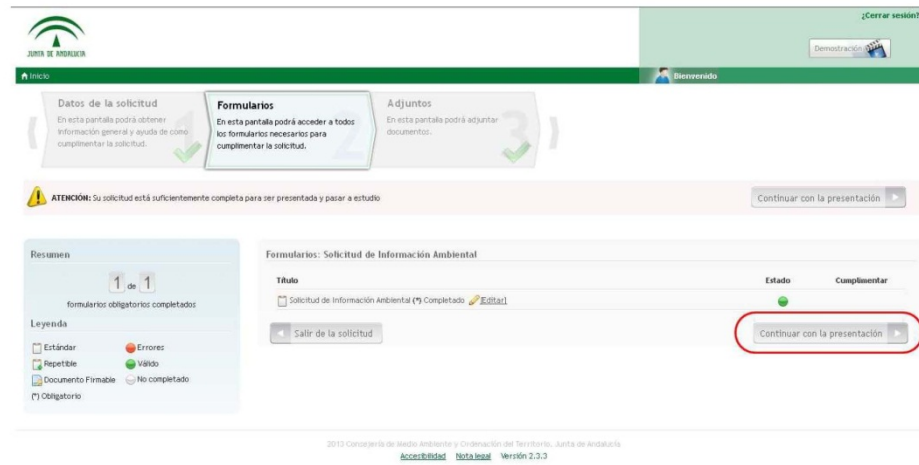 ¿Cerrar sesión?
JUNTA DE ANDALUCIA
Demostración
Inicio
Bienvenido
Datos de la solicitud
En esta pantalla podrá obtener
información general y ayuda de como
cumplimentar la solicitud.
1
Formularios
En esta pantalla podrá acceder a todos
los formularios necesarios para
cumplimentar la solicitud.
2
Adjuntos
En esta pantalla podrá adjuntar
documentos.
3
ATENCIÓN: Su solicitud está suficientemente completa para ser presentada y pasar a estudio
Continuar con la presentación
Resumen
1 de 1
formularios obligatorios completados
Leyenda
Estándar Errores
Repetible Válido
Documento Firmable No completado
(*) Obligatorio
Formularios: Solicitud de Información Ambiental
Título Estado Cumplimentar
Solicitud de Información Ambiental (*) Completado [Editar]
Salir de la solicitud
Continuar con la presentación
2013 Consejería de Medio Ambiente y Ordenación del Territorio. Junta de Andalucía
Accesibilidad Nota legal Versión 2.3.3